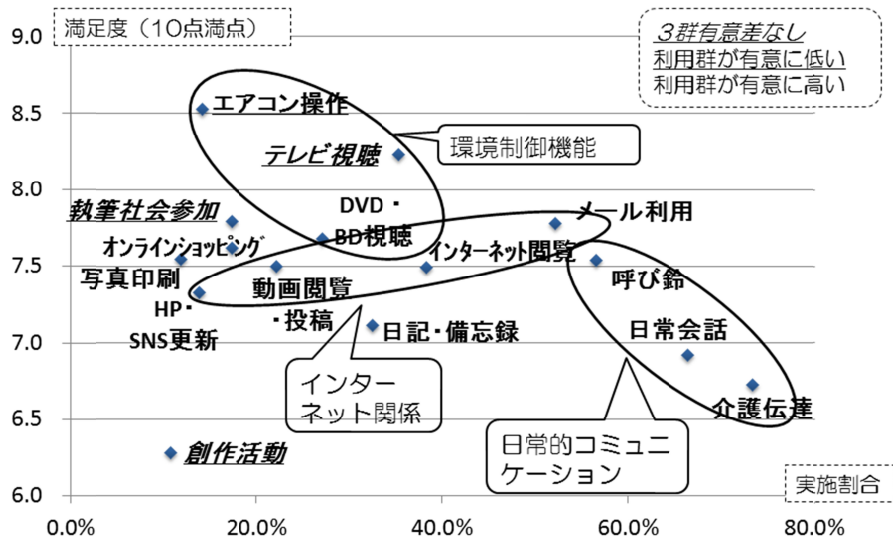 満足度（10点満点）
３群有意差なし
利用群が有意に低い
利用群が有意に高い
9.0
8.5
8.0
7.5
7.0
6.5
6.0
エアコン操作
環境制御機能
テレビ視聴
執筆社会参加
DVD・
BD視聴
メール利用
オンラインショッピング
インターネット閲覧
写真印刷
動画閲覧
・投稿
呼び鈴
HP・
SNS更新
日記・備忘録
日常会話
インター
ネット関係
介護伝達
創作活動
日常的コミュニ
ケーション
実施割合
0.0%
20.0%
40.0%
60.0%
80.0%